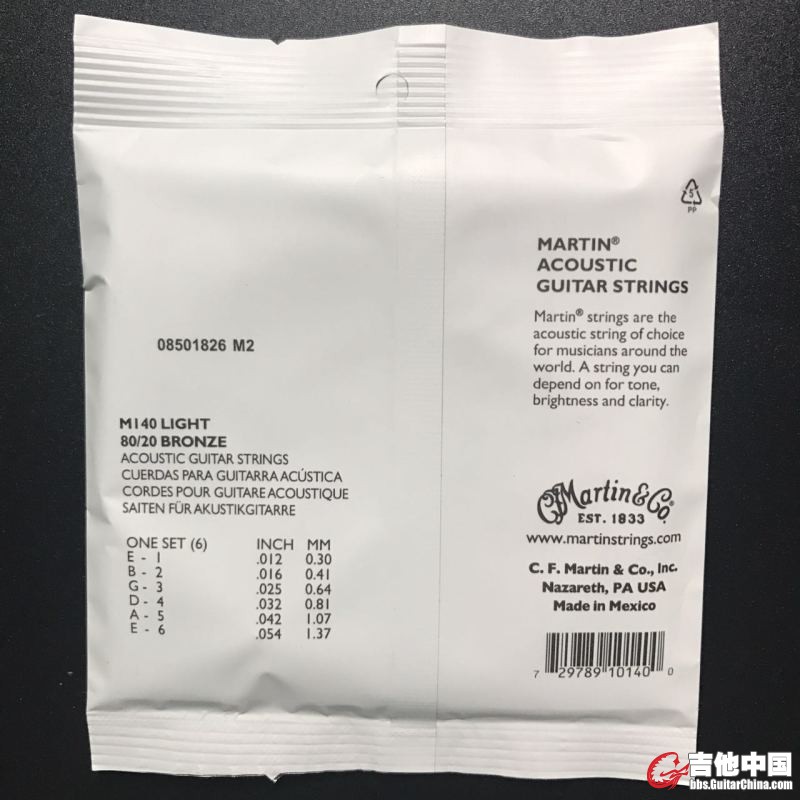 5
PP
MARTIN®
ACOUSTIC
GUITAR STRINGS
Martin® strings are the
acoustic string of choice
for musicians around the
world. A string you can
depend on for tone,
brightness and clarity.
08501826 M2
M140 LIGHT
80/20 BRONZE
ACOUSTIC GUITAR STRINGS
CUERDAS PARA GUITARRA ACÚSTICA
CORDES POUR GUITARE ACOUSTIQUE
SAITEN FÜR AKUSTIKGITARRE
ONE SET (6) INCH MM
E - 1 .012 0.30
B - 2 .016 0.41
G - 3 .025 0.64
D - 4 .032 0.81
A - 5 .042 1.07
E - 6 .054 1.37
CF Martin & Co.®
EST. 1833
www.martinstrings.com
C. F. Martin & Co., Inc.
Nazareth, PA USA
Made in Mexico
7 29789 10140 0
吉他中国
bbs.GuitarChina.com